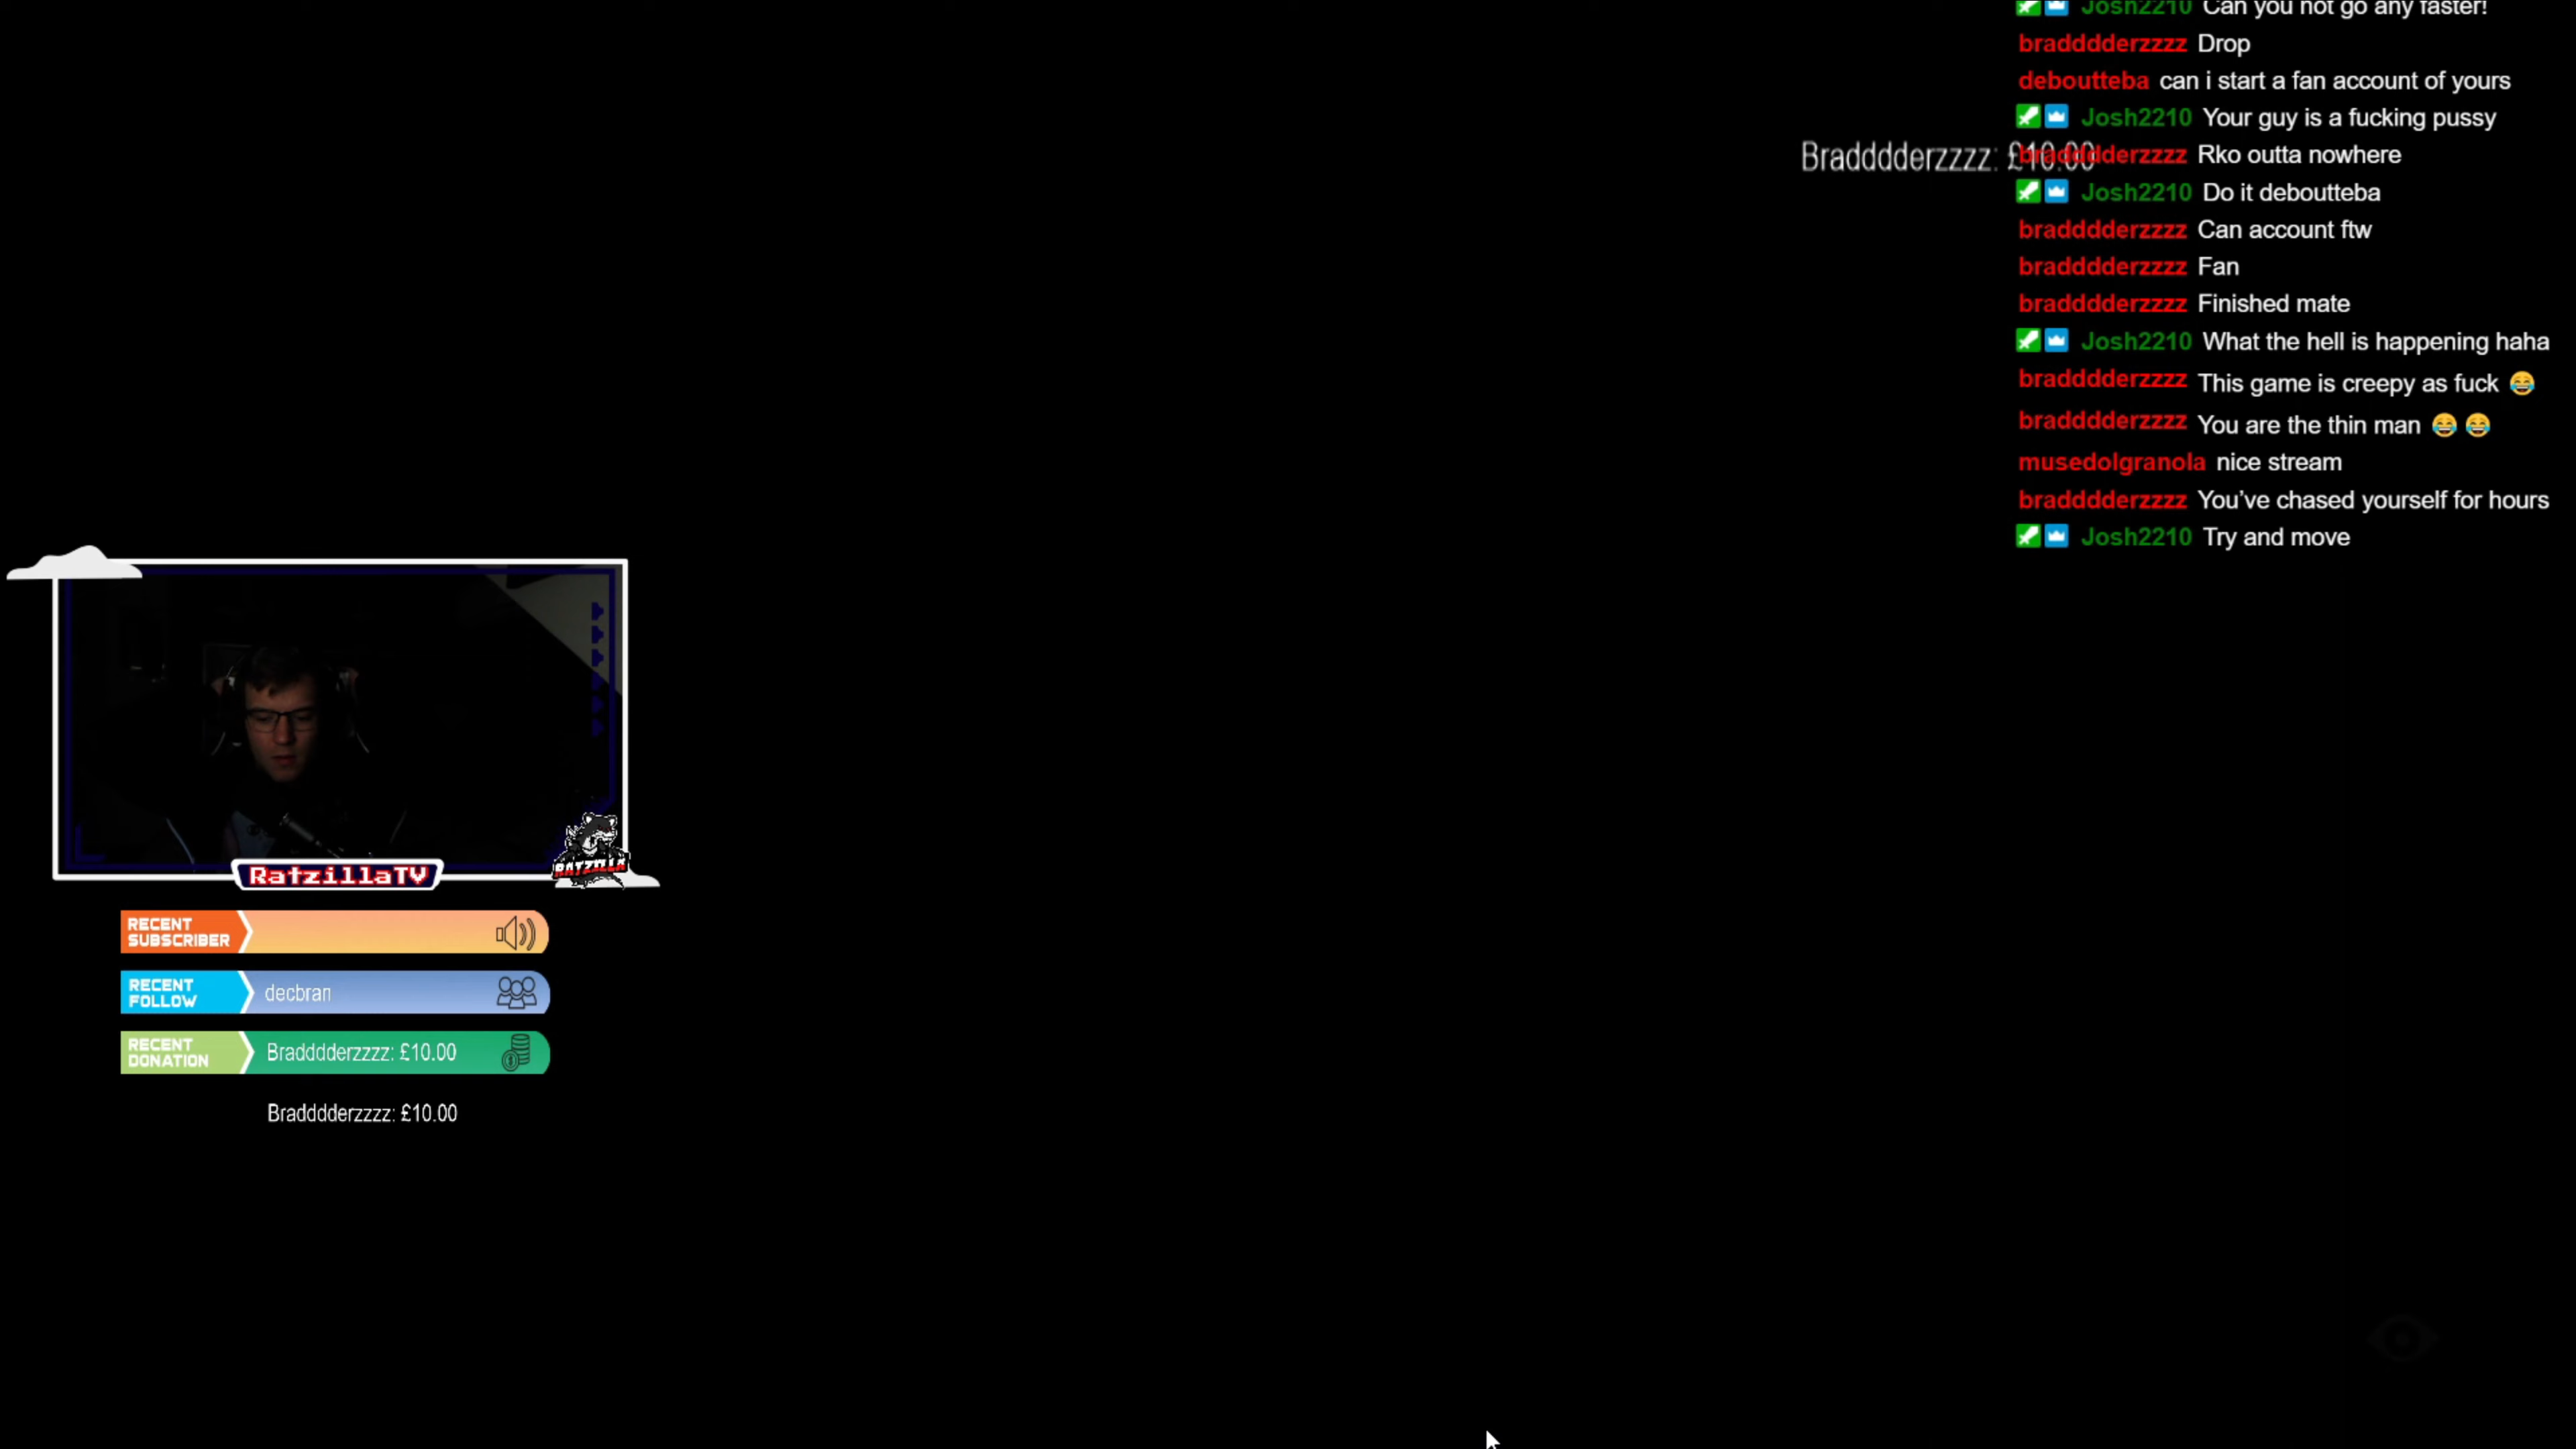 Josh2210 Can you not go any faster!
bradddderzzzz Drop
deboutteba can i start a fan account of yours
Josh2210 Your guy is a fucking pussy
Bradddderzzzz: £10.00
bradddderzzzz Rko outta nowhere
Josh2210 Do it deboutteba
bradddderzzzz Can account ftw
bradddderzzzz Fan
bradddderzzzz Finished mate
Josh2210 What the hell is happening haha
bradddderzzzz This game is creepy as fuck 😂
bradddderzzzz You are the thin man 😂 😂
musedolgranola nice stream
bradddderzzzz You’ve chased yourself for hours
Josh2210 Try and move
RATZILLA
RatzillaTV
RECENT
SUBSCRIBER
RECENT
FOLLOW
decbran
RECENT
DONATION
Bradddderzzzz: £10.00
Bradddderzzzz: £10.00